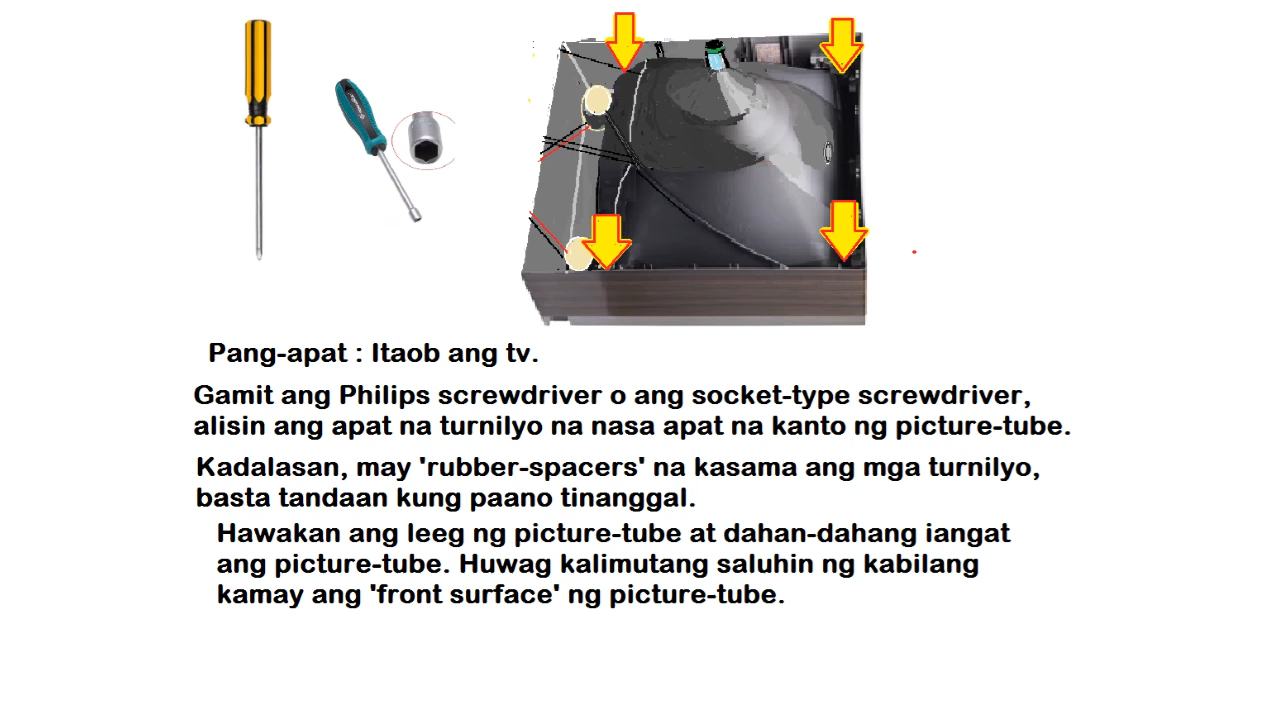 Pang-apat : Itaob ang tv.
Gamit ang Philips screwdriver o ang socket-type screwdriver,
alisin ang apat na turnilyo na nasa apat na kanto ng picture-tube.
Kadalasan, may 'rubber-spacers' na kasama ang mga turnilyo,
basta tandaan kung paano tinanggal.
Hawakan ang leeg ng picture-tube at dahan-dahang iangat
ang picture-tube. Huwag kalimutang saluhin ng kabilang
kamay ang 'front surface' ng picture-tube.